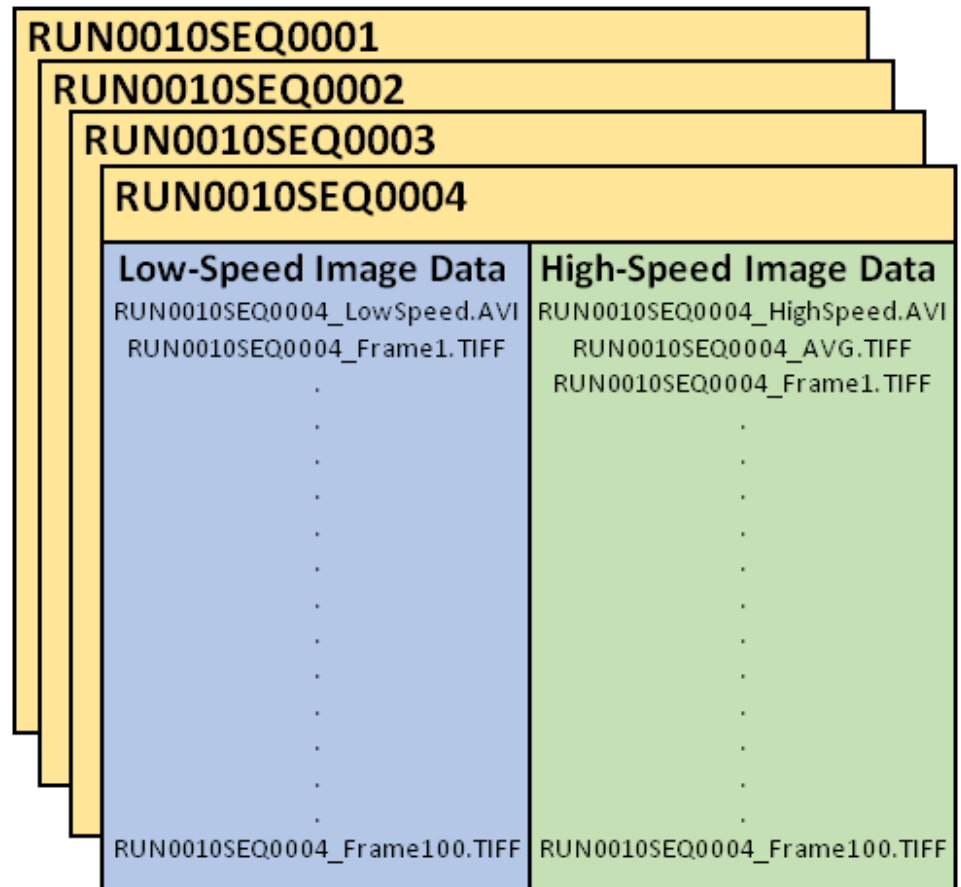 RUN0010SEQ0001
RUN0010SEQ0002
RUN0010SEQ0003
RUN0010SEQ0004
Low-Speed Image Data
RUN0010SEQ0004_LowSpeed.AVI
RUN0010SEQ0004_Frame1.TIFF
.
.
.
.
.
.
.
.
.
.
.
.
.
RUN0010SEQ0004_Frame100.TIFF
High-Speed Image Data
RUN0010SEQ0004_HighSpeed.AVI
RUN0010SEQ0004_AVG.TIFF
RUN0010SEQ0004_Frame1.TIFF
.
.
.
.
.
.
.
.
.
.
.
.
RUN0010SEQ0004_Frame100.TIFF